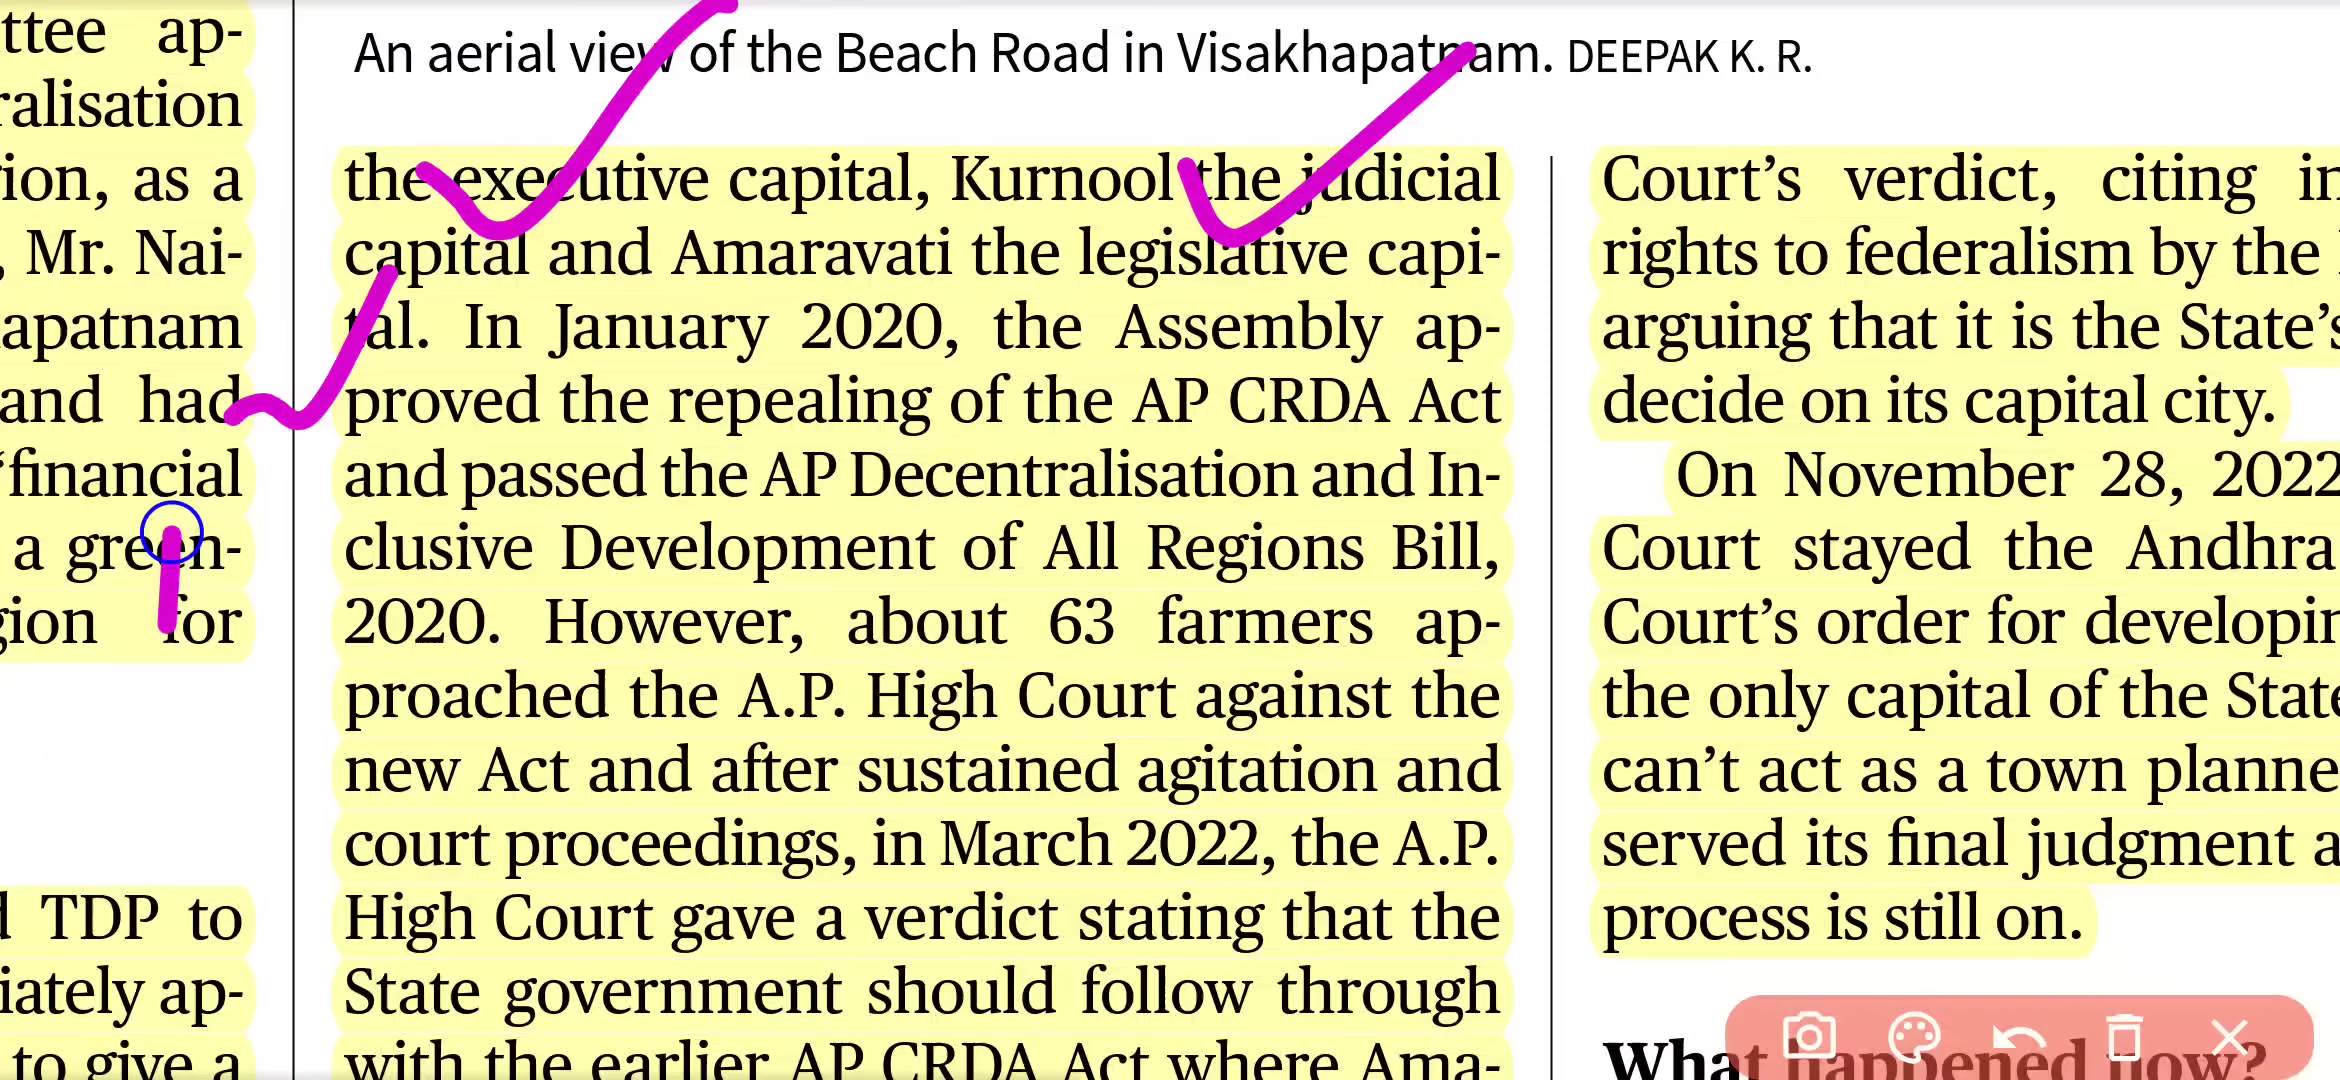 ttee ap-
ralisation
ion, as a
, Mr. Nai-
apatnam
and had
financial
a green-
gion for
TDP to
iately ap-
to give a
An aerial view of the Beach Road in Visakhapatnam. DEEPAK K. R.
the executive capital, Kurnool the judicial
capital and Amaravati the legislative capi-
tal. In January 2020, the Assembly ap-
proved the repealing of the AP CRDA Act
and passed the AP Decentralisation and In-
clusive Development of All Regions Bill,
2020. However, about 63 farmers ap-
proached the A.P. High Court against the
new Act and after sustained agitation and
court proceedings, in March 2022, the A.P.
High Court gave a verdict stating that the
State government should follow through
with the earlier AP CRDA Act where Ama-
Court’s verdict, citing in
rights to federalism by the
arguing that it is the State’s
decide on its capital city.
On November 28, 2022
Court stayed the Andhra
Court’s order for developin
the only capital of the State
can’t act as a town planne
served its final judgment a
process is still on.
What happened now?